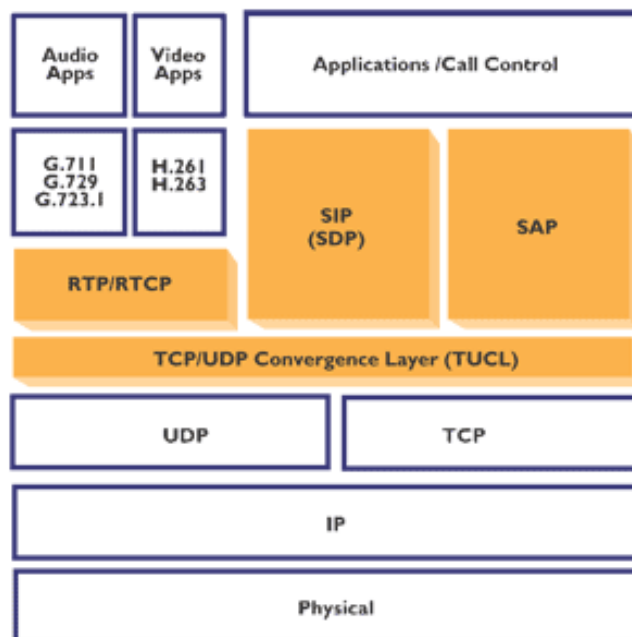 Audio
Apps
Video
Apps
Applications /Call Control
G.711
G.729
G.723.1
H.261
H.263
SIP
(SDP)
SAP
RTP/RTCP
TCP/UDP Convergence Layer (TUCL)
UDP
TCP
IP
Physical